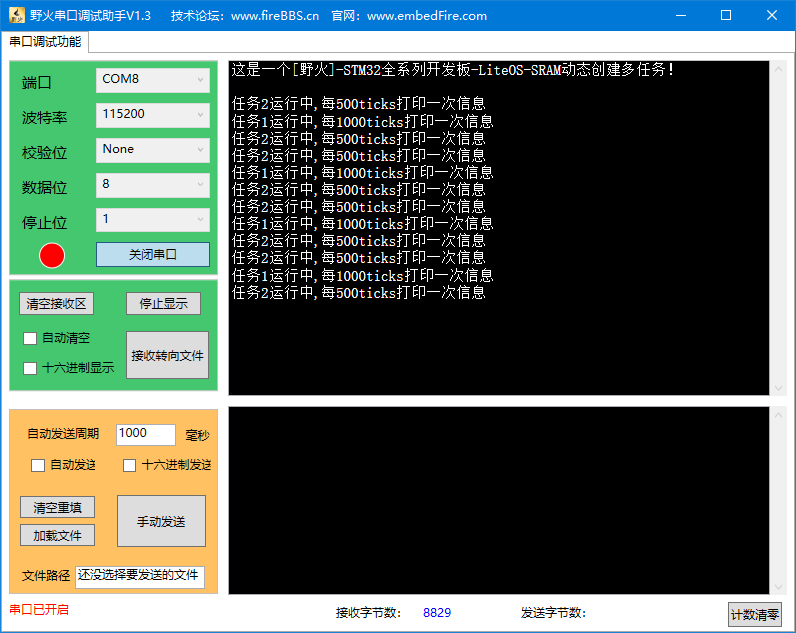 野火串口调试助手V1.3 技术论坛：www.fireBBS.cn 官网：www.embedFire.com
串口调试功能
端口 COM8
波特率 115200
校验位 None
数据位 8
停止位 1
关闭串口
清空接收区 停止显示
自动清空
十六进制显示
接收转向文件
这是一个[野火]-STM32全系列开发板-LiteOS-SRAM动态创建多任务！
任务2运行中,每500ticks打印一次信息
任务1运行中,每1000ticks打印一次信息
任务2运行中,每500ticks打印一次信息
任务2运行中,每500ticks打印一次信息
任务1运行中,每1000ticks打印一次信息
任务2运行中,每500ticks打印一次信息
任务2运行中,每500ticks打印一次信息
任务1运行中,每1000ticks打印一次信息
任务2运行中,每500ticks打印一次信息
任务2运行中,每500ticks打印一次信息
任务1运行中,每1000ticks打印一次信息
任务2运行中,每500ticks打印一次信息
自动发送周期 1000 毫秒
自动发送 十六进制发送
清空重填
加载文件
手动发送
文件路径 还没选择要发送的文件
串口已开启 接收字节数： 8829 发送字节数： 计数清零